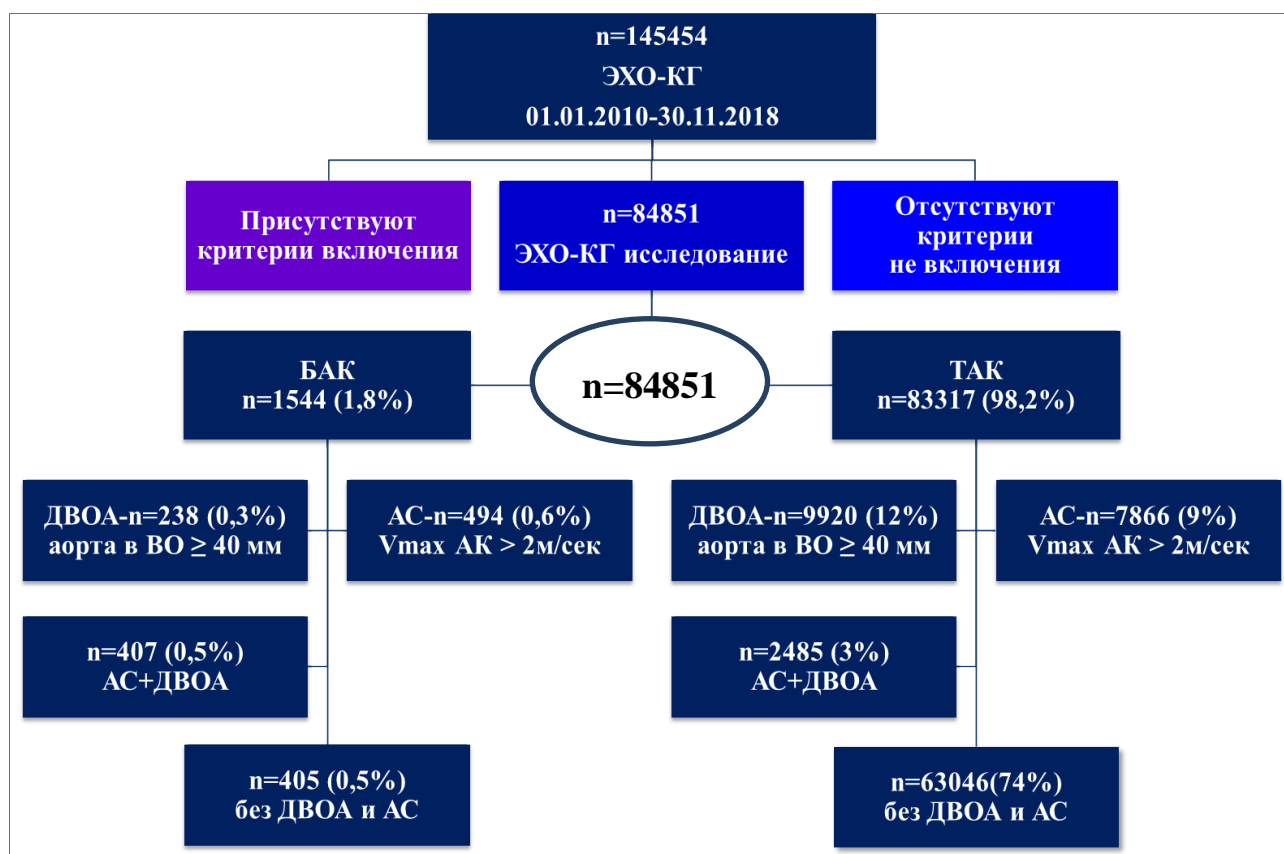 n=145454
ЭХО-КГ
01.01.2010-30.11.2018
Присутствуют
критерии включения
n=84851
ЭХО-КГ исследование
Отсутствуют
критерии
не включения
n=84851
БАК
n=1544 (1,8%)
ТАК
n=83317 (98,2%)
ДВОА-n=238 (0,3%)
аорта в ВО ≥ 40 мм
АС-n=494 (0,6%)
Vmax АК > 2м/сек
ДВОА-n=9920 (12%)
аорта в ВО ≥ 40 мм
АС-n=7866 (9%)
Vmax АК > 2м/сек
n=407 (0,5%)
АС+ДВОА
n=2485 (3%)
АС+ДВОА
n=405 (0,5%)
без ДВОА и АС
n=63046(74%)
без ДВОА и АС